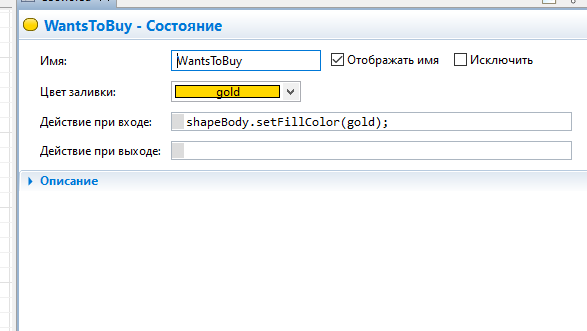 WantsToBuy - Состояние
Имя: WantsToBuy Отображать имя Исключить
Цвет заливки: gold
Действие при входе: shapeBody.setFillColor(gold);
Действие при выходе:
Описание